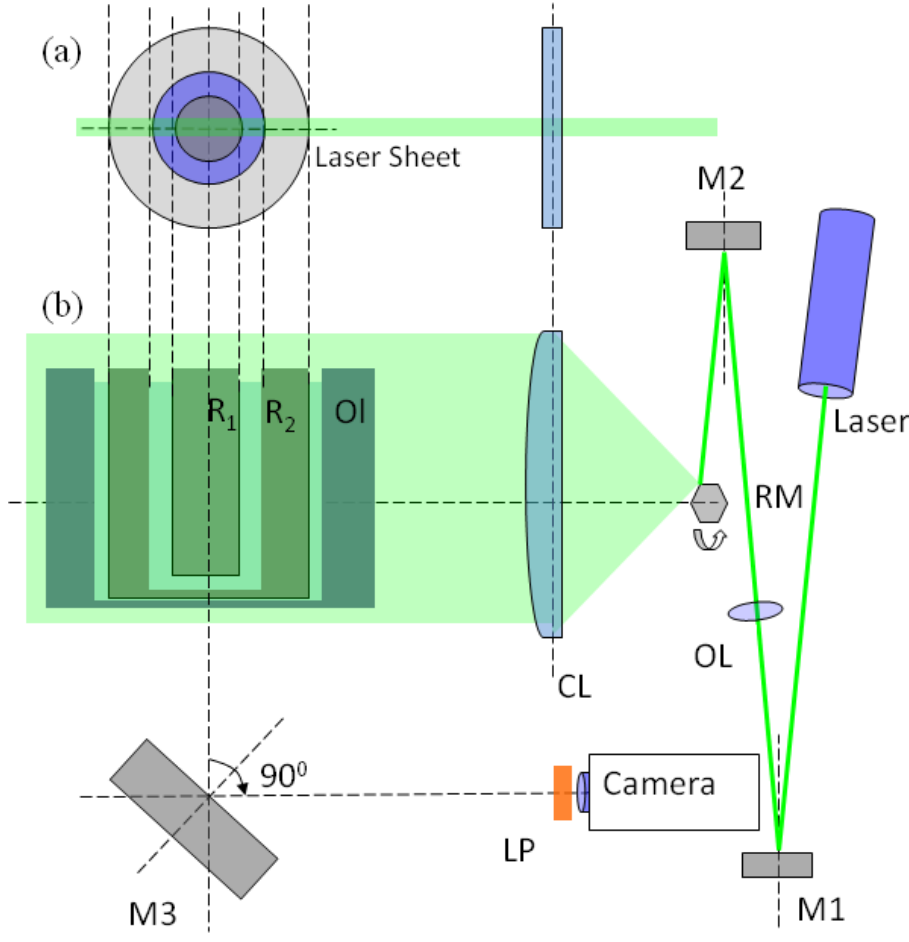 (a)
Laser Sheet
M2
(b)
R₁
R₂
Ol
Laser
RM
OL
CL
90⁰
Camera
LP
M3
M1